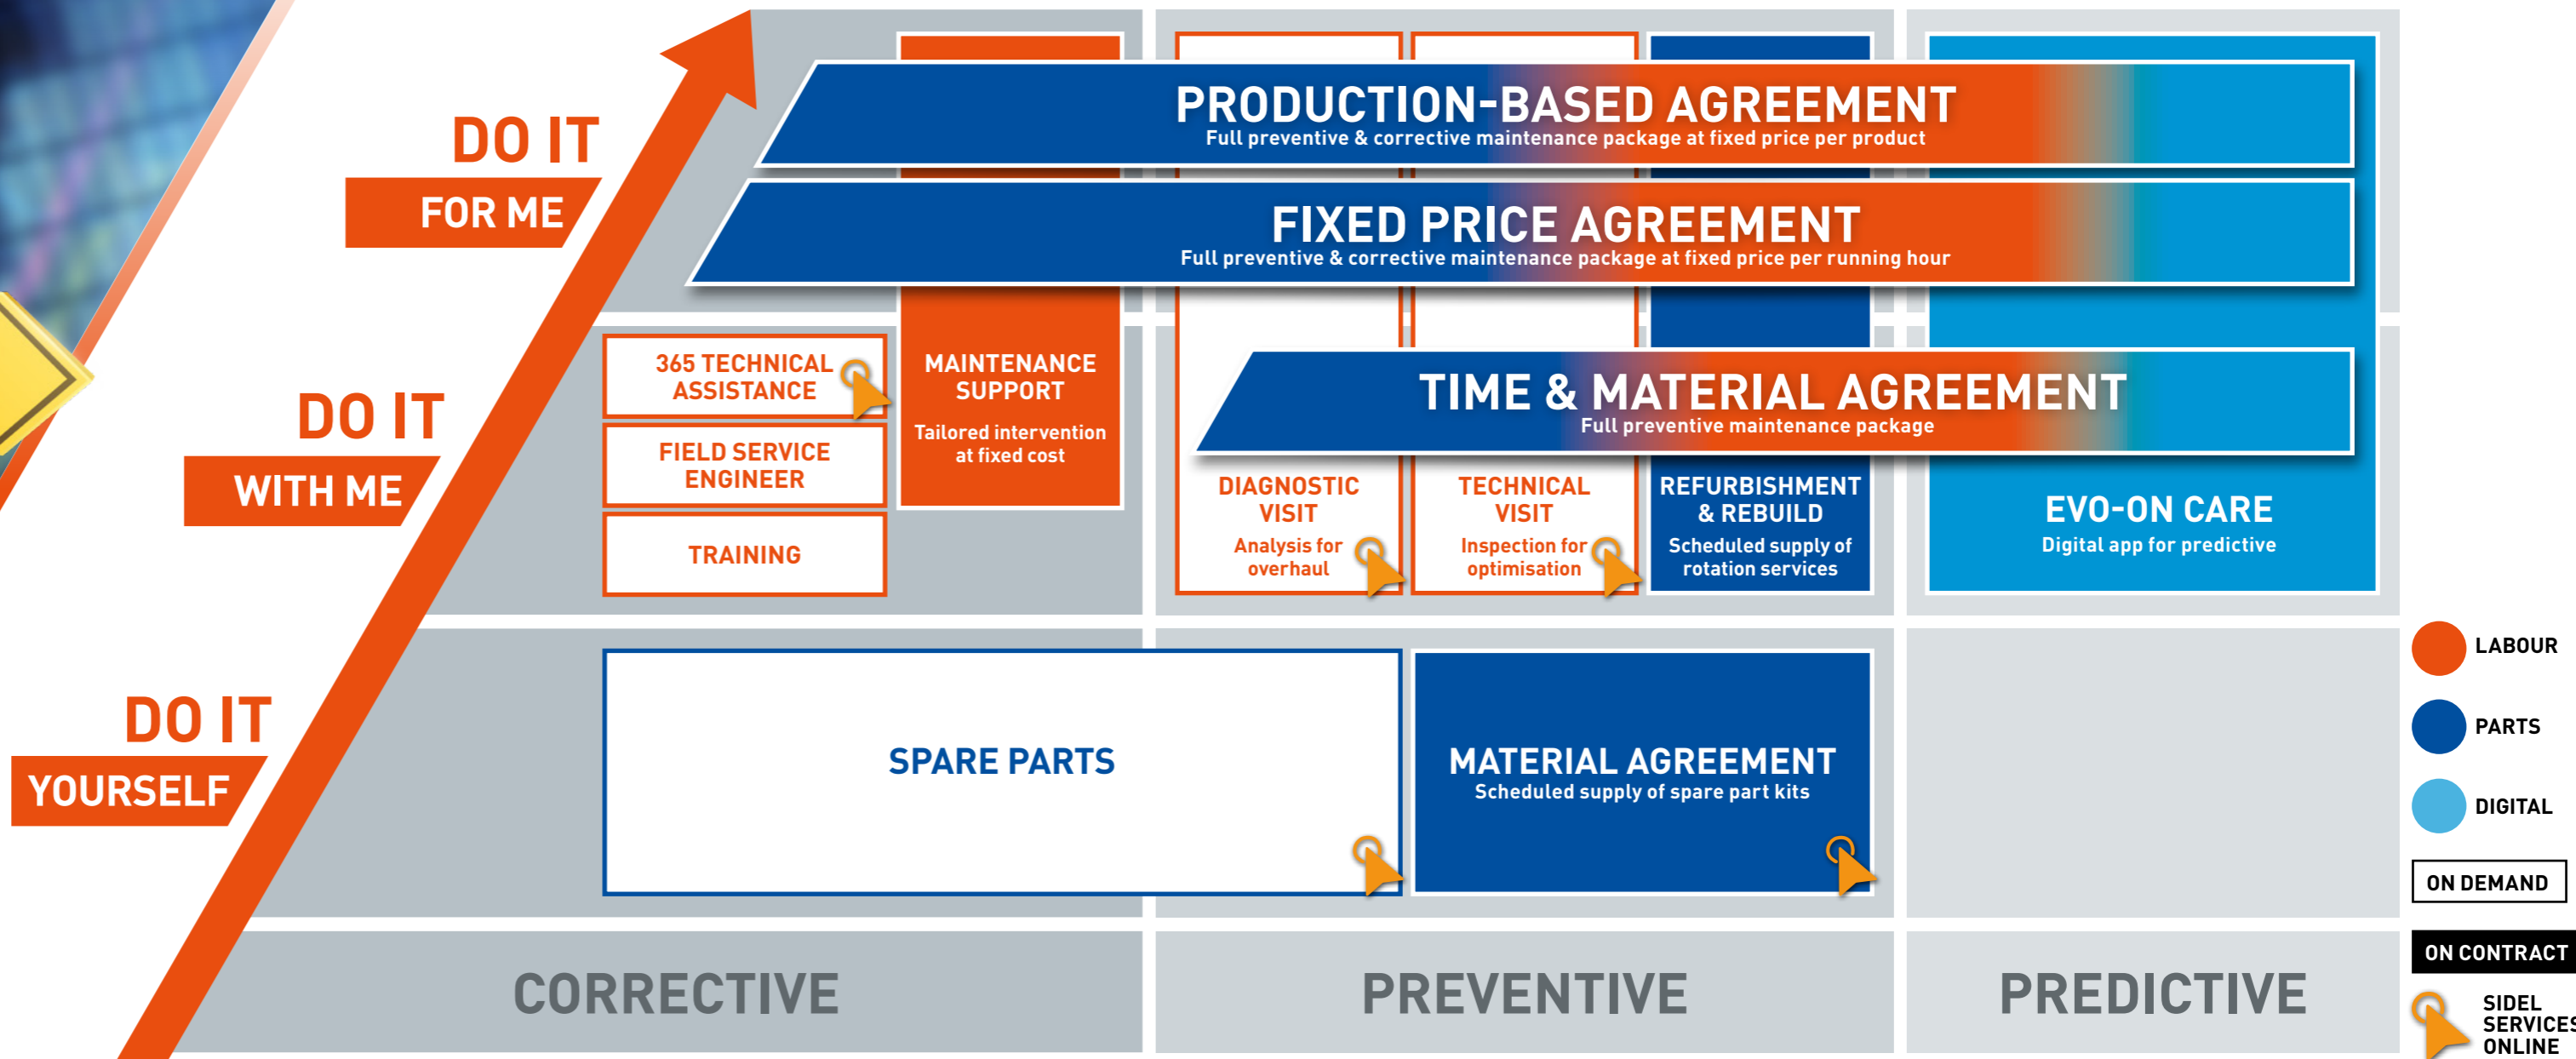 DO IT
FOR ME
PRODUCTION-BASED AGREEMENT
Full preventive & corrective maintenance package at fixed price per product
FIXED PRICE AGREEMENT
Full preventive & corrective maintenance package at fixed price per running hour
DO IT
WITH ME
365 TECHNICAL
ASSISTANCE
FIELD SERVICE
ENGINEER
TRAINING
MAINTENANCE
SUPPORT
Tailored intervention
at fixed cost
TIME & MATERIAL AGREEMENT
Full preventive maintenance package
DIAGNOSTIC
VISIT
Analysis for
overhaul
TECHNICAL
VISIT
Inspection for
optimisation
REFURBISHMENT
& REBUILD
Scheduled supply of
rotation services
EVO-ON CARE
Digital app for predictive
DO IT
YOURSELF
SPARE PARTS
MATERIAL AGREEMENT
Scheduled supply of spare part kits
CORRECTIVE
PREVENTIVE
PREDICTIVE
LABOUR
PARTS
DIGITAL
ON DEMAND
ON CONTRACT
SIDEL
SERVICES
ONLINE